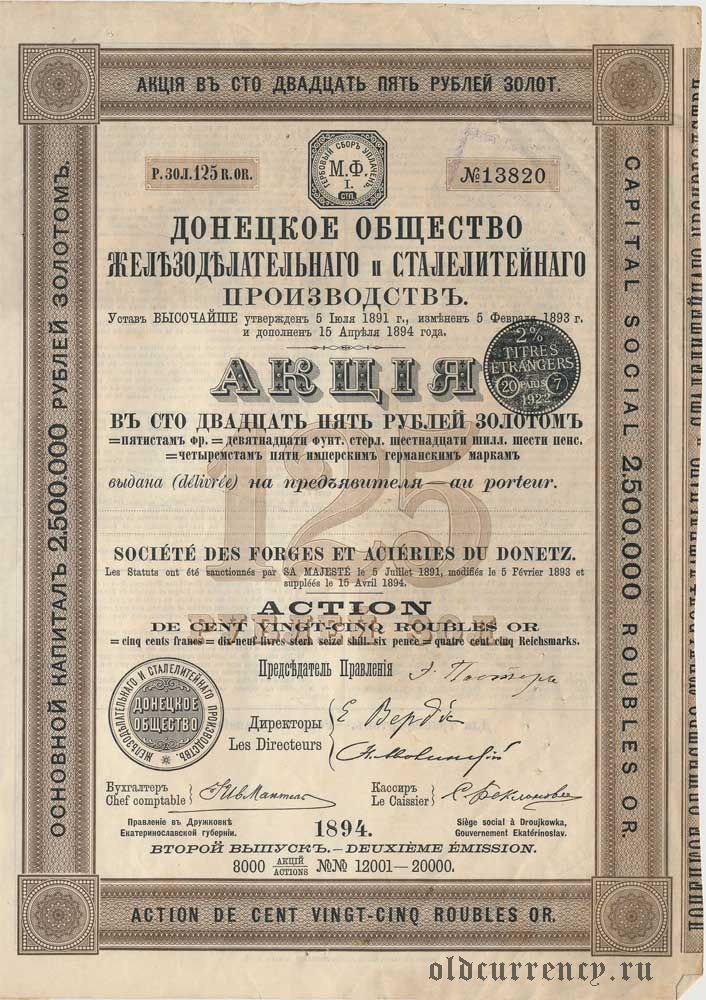 АКЦІЯ ВЪ СТО ДВАДЦАТЬ ПЯТЬ РУБЛЕЙ ЗОЛОТ.
ОСНОВНОЙ КАПИТАЛЪ 2.500.000 РУБЛЕЙ ЗОЛОТОМЪ.
CAPITAL SOCIAL 2.500.000 ROUBLES OR.
Р. ЗОЛ. 125 R. OR.
ГЕРБОВЫЙ СБОРЪ УПЛАЧЕНЪ
М.Ф.
I.
СТП.
№13820
ДОНЕЦКОЕ ОБЩЕСТВО
ЖЕЛѢЗОДѢЛАТЕЛЬНАГО и СТАЛЕЛИТЕЙНАГО
ПРОИЗВОДСТВЪ.
Уставъ ВЫСОЧАЙШЕ утвержденъ 5 Іюля 1891 г., измѣненъ 5 Февраля 1893 г.
и дополненъ 15 Апрѣля 1894 года.
2%
TITRES
ETRANGERS
20 PARIS 7
1922
АКЦІЯ
ВЪ СТО ДВАДЦАТЬ ПЯТЬ РУБЛЕЙ ЗОЛОТОМЪ
=пятистамъ фр. =девятнадцати фунт. стерл. шестнадцати шилл. шести пенс.
=четыремстамъ пяти имперскимъ германскимъ маркамъ
125
выдана (délivrée) на предъявителя—au porteur.
SOCIÉTÉ DES FORGES ET ACIÉRIES DU DONETZ.
Les Statuts ont été sanctionnés par SA MAJESTÉ le 5 Juillet 1891, modifiés le 5 Février 1893 et
suppléés le 15 Avril 1894.
ACTION
DE CENT VINGT-CINQ ROUBLES OR
= cinq cents francs = dix-neuf livres sterl. seize shill. six pence = quatre cent cinq Reichsmarks.
Предсѣдатель Правленія
ЖЕЛѢЗОДѢЛАТЕЛЬНАГО И СТАЛЕЛИТЕЙНАГО ПРОИЗВОДСТВЪ.
ДОНЕЦКОЕ
ОБЩЕСТВО
Директоры
Les Directeurs
Бухгалтеръ
Chef comptable
Кассиръ
Le Caissier
Правленіе въ Дружковкѣ
Екатеринославской губерніи.
1894.
Siège social à Droujkowka,
Gouvernement Ekatérinoslav.
ВТОРОЙ ВЫПУСКЪ.—DEUXIÈME ÉMISSION.
8000 АКЦІЙ ACTIONS №№ 12001—20000.
ACTION DE CENT VINGT-CINQ ROUBLES OR.
oldcurrency.ru